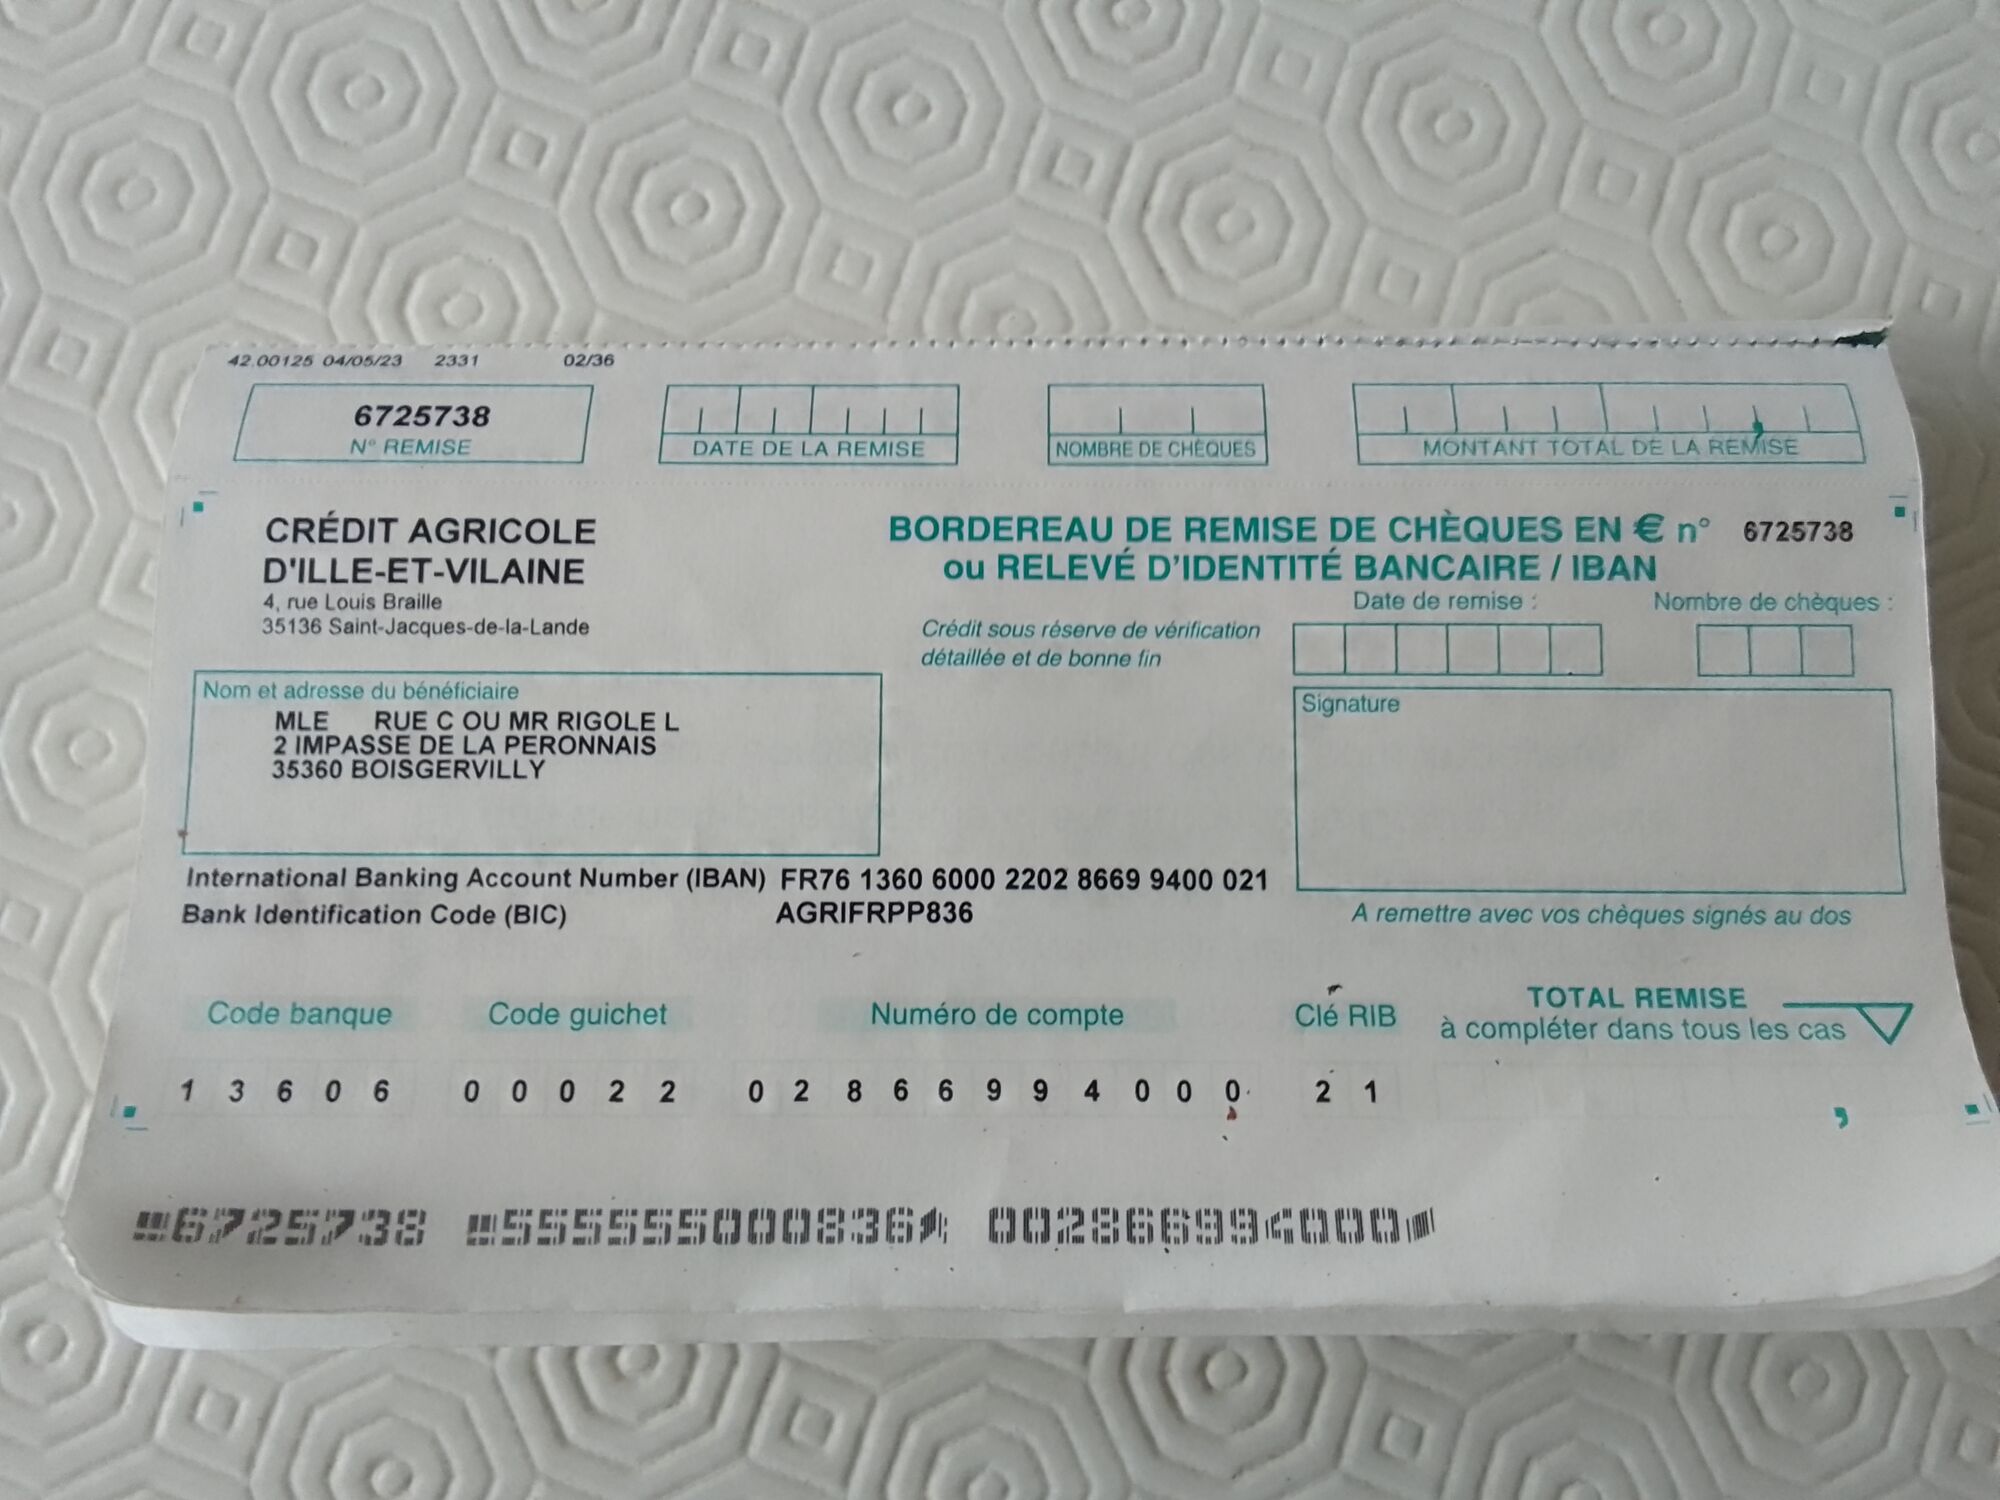 42.00125 04/05/23 2331 02/36
6725738
N° REMISE
DATE DE LA REMISE
NOMBRE DE CHÈQUES
,
MONTANT TOTAL DE LA REMISE
CRÉDIT AGRICOLE
D'ILLE-ET-VILAINE
4, rue Louis Braille
35136 Saint-Jacques-de-la-Lande
BORDEREAU DE REMISE DE CHÈQUES EN € n° 6725738
ou RELEVÉ D'IDENTITÉ BANCAIRE / IBAN
Date de remise : Nombre de chèques :
Crédit sous réserve de vérification
détaillée et de bonne fin
Nom et adresse du bénéficiaire
MLE RUE C OU MR RIGOLE L
2 IMPASSE DE LA PERONNAIS
35360 BOISGERVILLY
Signature
International Banking Account Number (IBAN) FR76 1360 6000 2202 8669 9400 021
Bank Identification Code (BIC) AGRIFRPP836
A remettre avec vos chèques signés au dos
Code banque Code guichet Numéro de compte Clé RIB
TOTAL REMISE
à compléter dans tous les cas
1 3 6 0 6 0 0 0 2 2 0 2 8 6 6 9 9 4 0 0 0 2 1
,
6725738 555555000836 002866994000